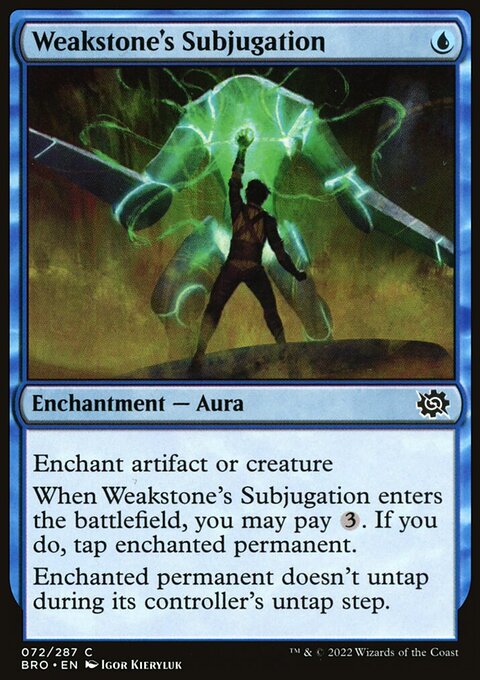 Weakstone's Subjugation
Enchantment — Aura
Enchant artifact or creature
When Weakstone's Subjugation enters
the battlefield, you may pay 3. If you
do, tap enchanted permanent.
Enchanted permanent doesn't untap
during its controller's untap step.
072/287 C
BRO • EN Igor Kieryluk
™ & © 2022 Wizards of the Coast